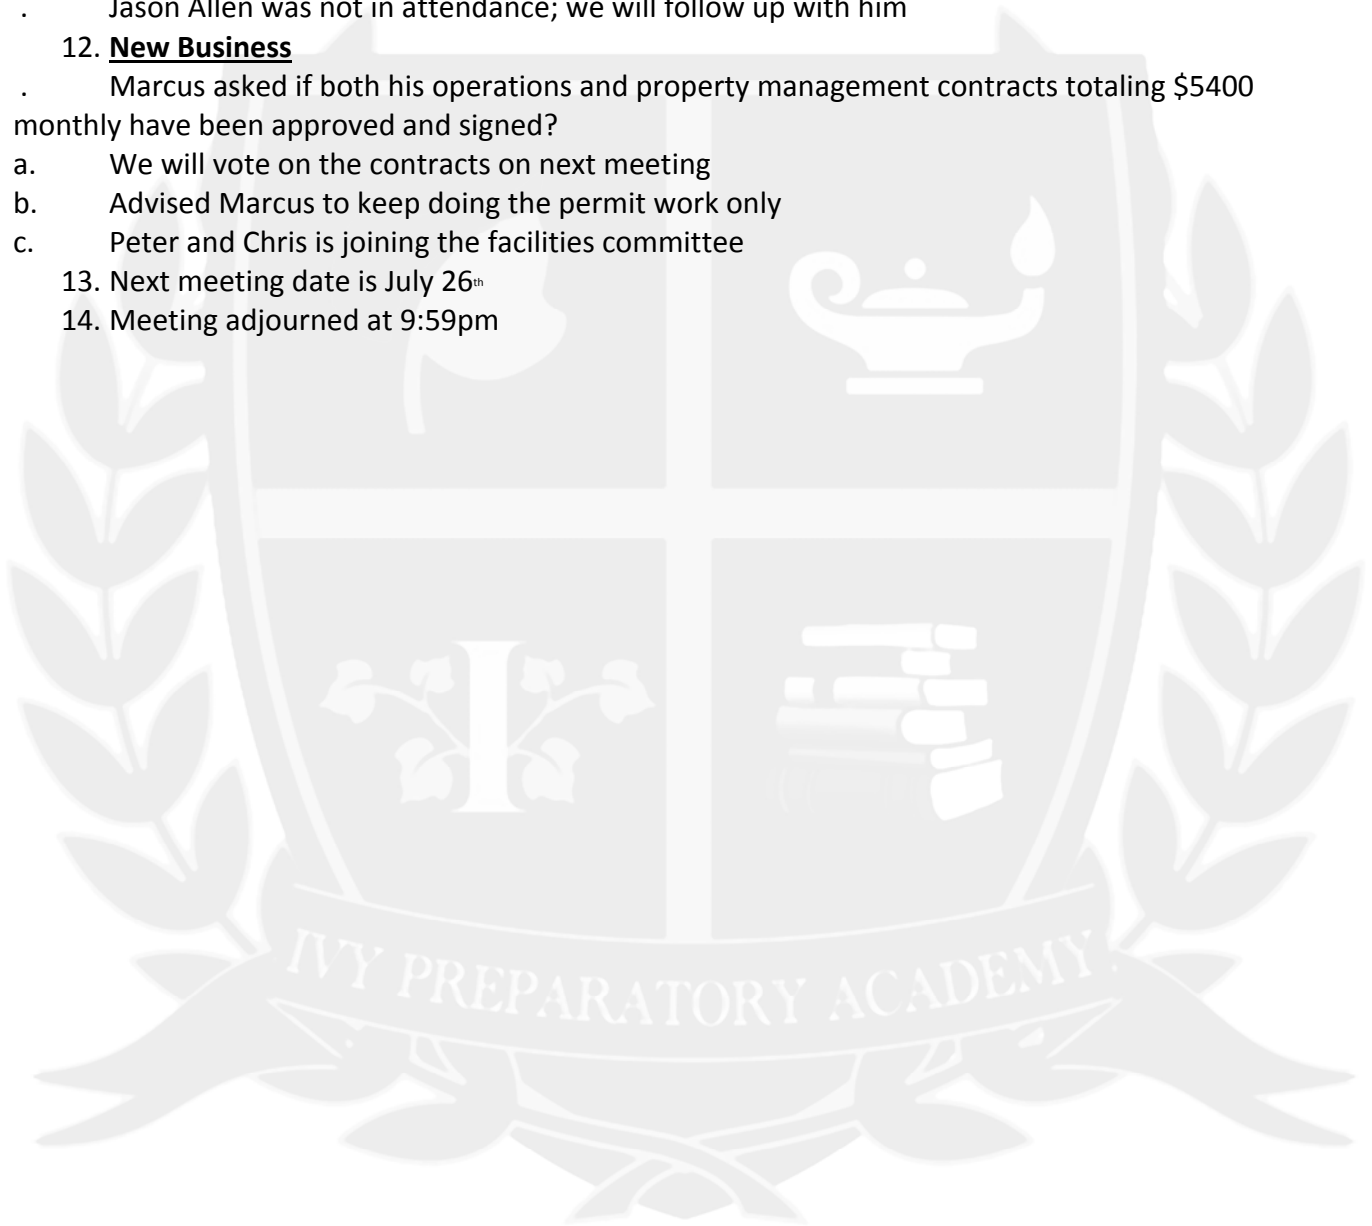 . Jason Allen was not in attendance; we will follow up with him
12. New Business
. Marcus asked if both his operations and property management contracts totaling $5400
monthly have been approved and signed?
a. We will vote on the contracts on next meeting
b. Advised Marcus to keep doing the permit work only
c. Peter and Chris is joining the facilities committee
13. Next meeting date is July 26th
14. Meeting adjourned at 9:59pm
I
IVY PREPARATORY ACADEMY